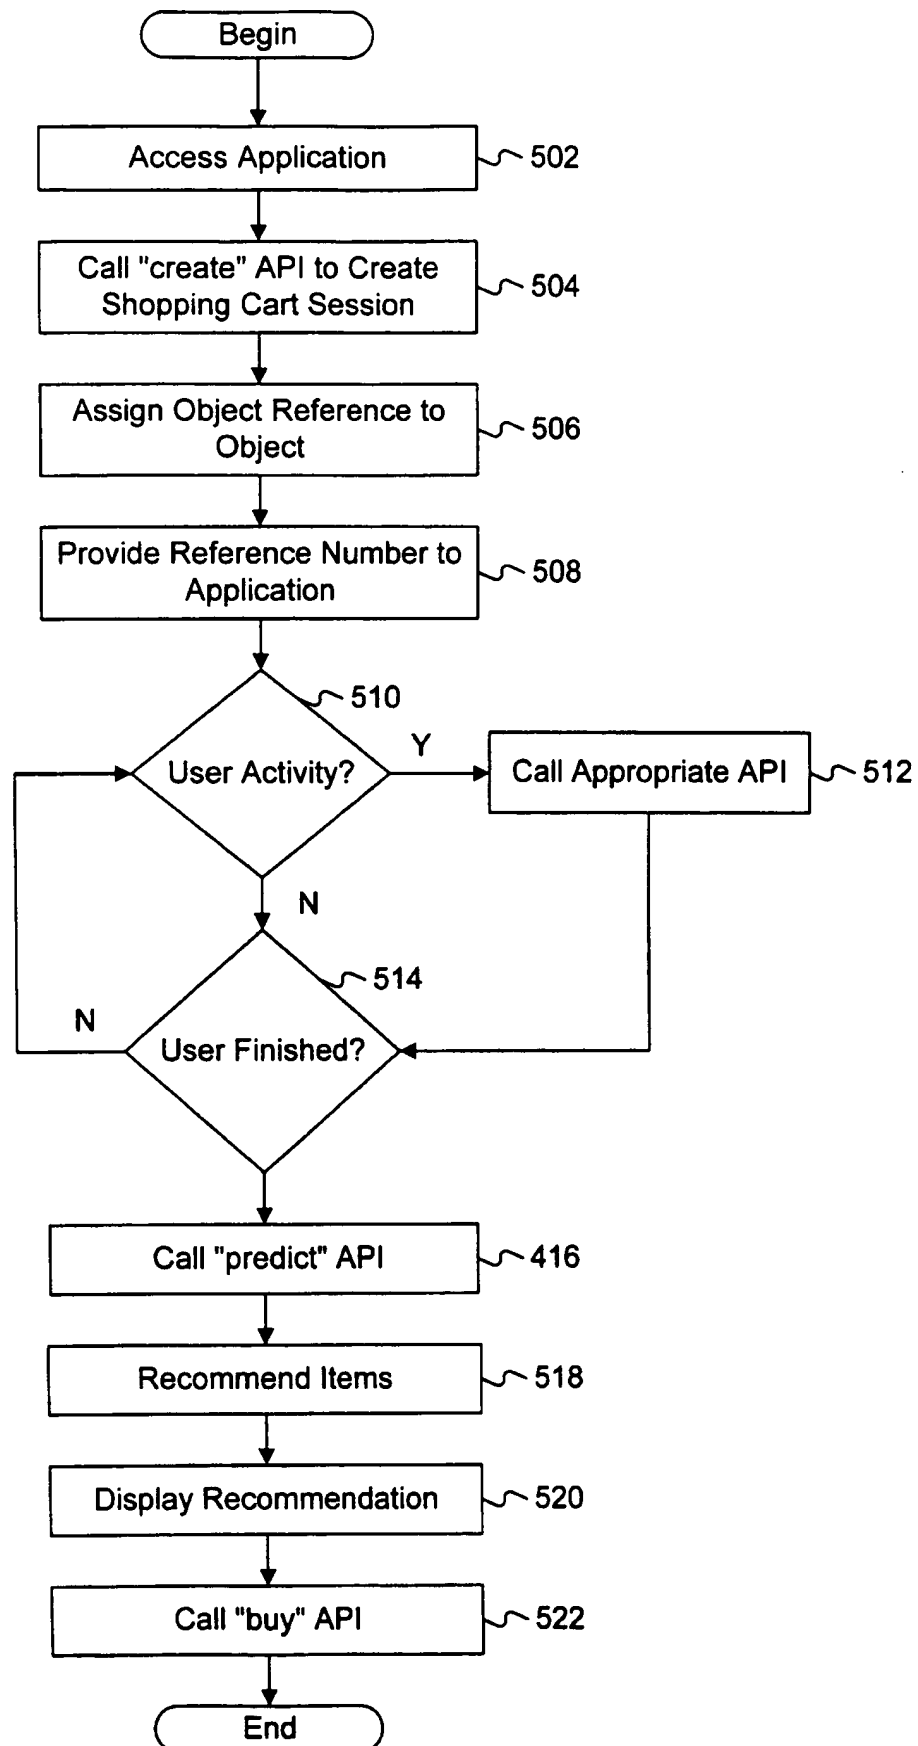 Begin
Access Application
502
Call "create" API to Create
Shopping Cart Session
504
Assign Object Reference to
Object
506
Provide Reference Number to
Application
508
510
User Activity?
Y
Call Appropriate API
512
N
514
User Finished?
N
Call "predict" API
416
Recommend Items
518
Display Recommendation
520
Call "buy" API
522
End